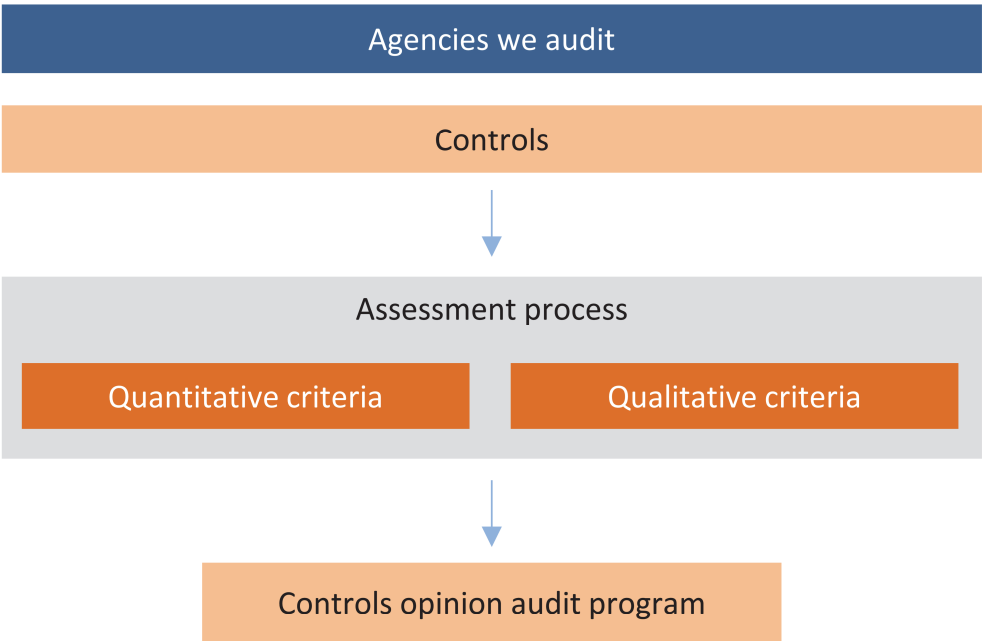 Agencies we audit
Controls
Assessment process
Quantitative criteria
Qualitative criteria
Controls opinion audit program